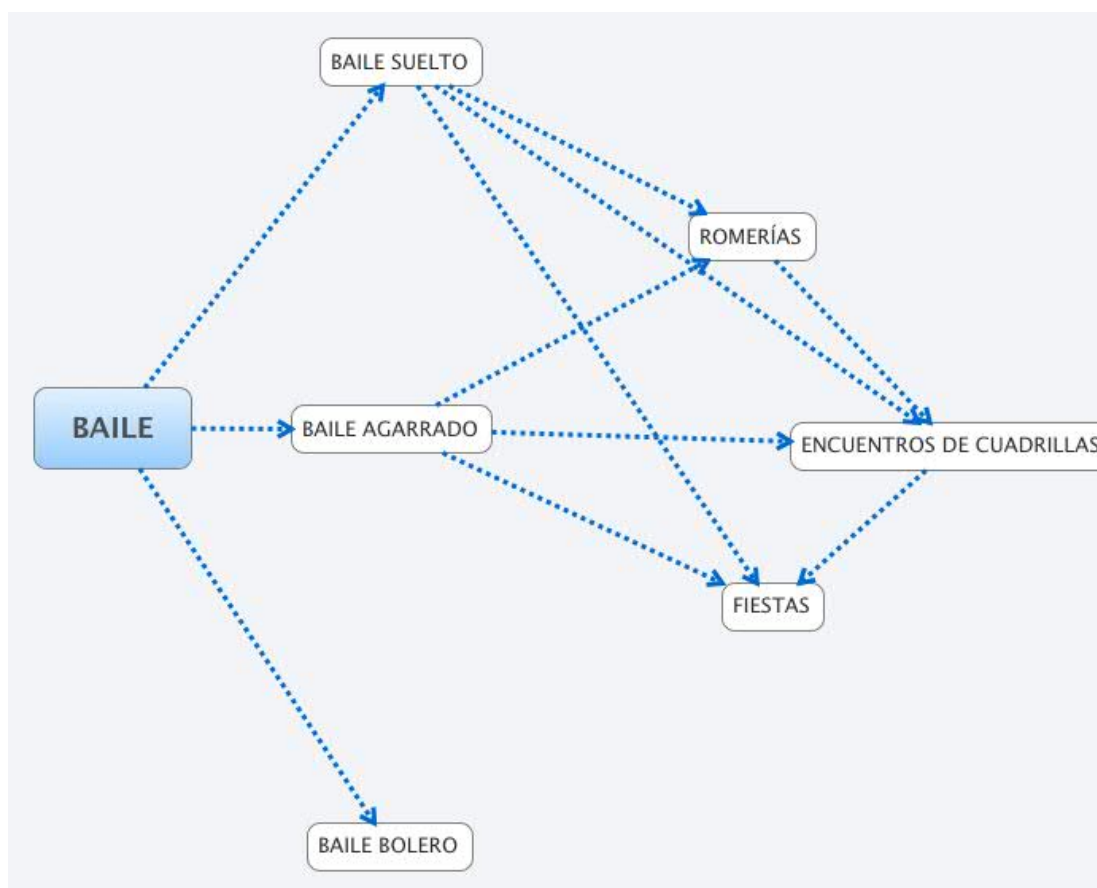 BAILE SUELTO
ROMERÍAS
BAILE
BAILE AGARRADO
ENCUENTROS DE CUADRILLAS
FIESTAS
BAILE BOLERO